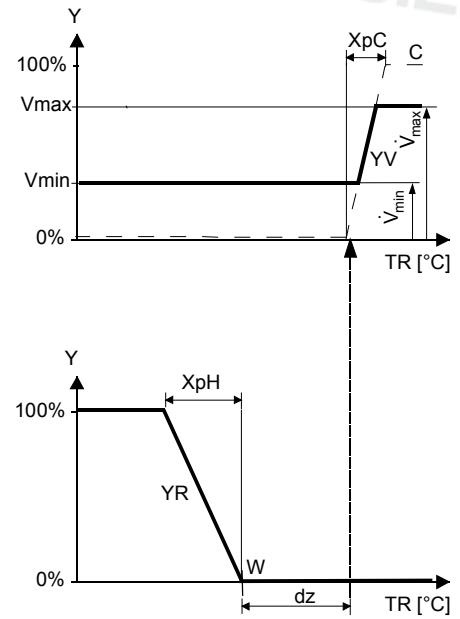 Y
XpC
C
100%
Vmax
V̇max
YV
Vmin
V̇min
0%
TR [°C]
Y
XpH
100%
YR
W
0%
dz
TR [°C]